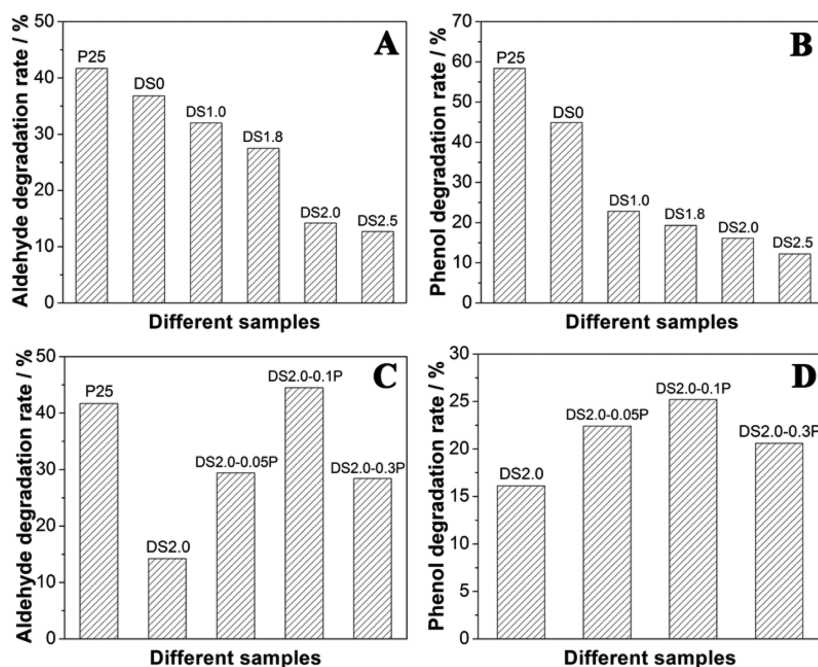 A
Aldehyde degradation rate / %
50
40
30
20
10
0
P25
DS0
DS1.0
DS1.8
DS2.0
DS2.5
Different samples
B
Phenol degradation rate / %
70
60
50
40
30
20
10
0
P25
DS0
DS1.0
DS1.8
DS2.0
DS2.5
Different samples
C
Aldehyde degradation rate / %
50
40
30
20
10
0
P25
DS2.0
DS2.0-0.05P
DS2.0-0.1P
DS2.0-0.3P
Different samples
D
Phenol degradation rate / %
30
25
20
15
10
5
0
DS2.0
DS2.0-0.05P
DS2.0-0.1P
DS2.0-0.3P
Different samples